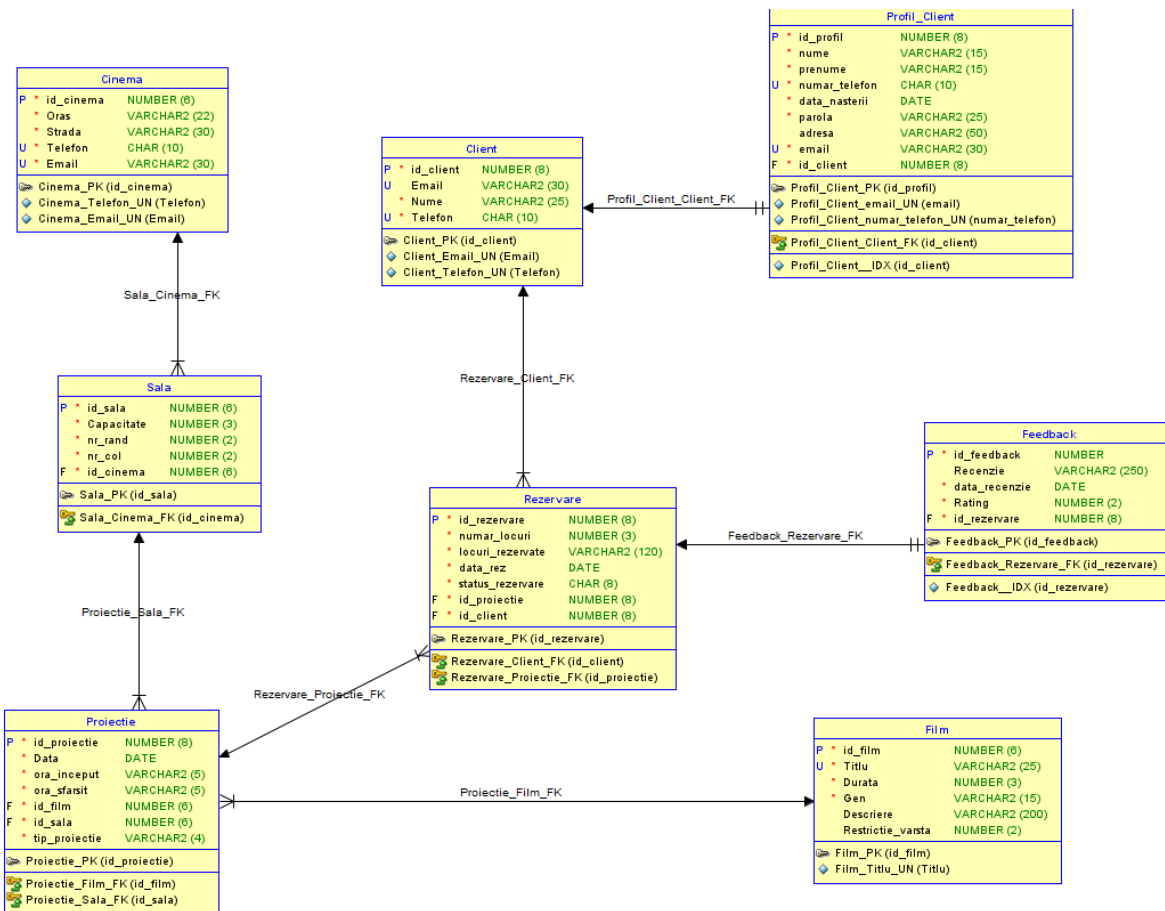 Profil_Client
P * id_profil NUMBER (8)
* nume VARCHAR2 (15)
* prenume VARCHAR2 (15)
U * numar_telefon CHAR (10)
* data_nasterii DATE
* parola VARCHAR2 (25)
adresa VARCHAR2 (50)
U * email VARCHAR2 (30)
F * id_client NUMBER (8)
Profil_Client_PK (id_profil)
Profil_Client_email_UN (email)
Profil_Client_numar_telefon_UN (numar_telefon)
Profil_Client_Client_FK (id_client)
Profil_Client__IDX (id_client)
Cinema
P * id_cinema NUMBER (6)
* Oras VARCHAR2 (22)
* Strada VARCHAR2 (30)
U * Telefon CHAR (10)
U * Email VARCHAR2 (30)
Cinema_PK (id_cinema)
Cinema_Telefon_UN (Telefon)
Cinema_Email_UN (Email)
Client
P * id_client NUMBER (8)
U Email VARCHAR2 (30)
* Nume VARCHAR2 (25)
U * Telefon CHAR (10)
Client_PK (id_client)
Client_Email_UN (Email)
Client_Telefon_UN (Telefon)
Profil_Client_Client_FK
Sala_Cinema_FK
Rezervare_Client_FK
Sala
P * id_sala NUMBER (6)
* Capacitate NUMBER (3)
* nr_rand NUMBER (2)
* nr_col NUMBER (2)
F * id_cinema NUMBER (6)
Sala_PK (id_sala)
Sala_Cinema_FK (id_cinema)
Feedback
P * id_feedback NUMBER
Recenzie VARCHAR2 (250)
* data_recenzie DATE
* Rating NUMBER (2)
F * id_rezervare NUMBER (8)
Feedback_PK (id_feedback)
Feedback_Rezervare_FK (id_rezervare)
Feedback__IDX (id_rezervare)
Rezervare
P * id_rezervare NUMBER (8)
* numar_locuri NUMBER (3)
* locuri_rezervate VARCHAR2 (120)
* data_rez DATE
* status_rezervare CHAR (8)
F * id_proiectie NUMBER (8)
F * id_client NUMBER (8)
Rezervare_PK (id_rezervare)
Rezervare_Client_FK (id_client)
Rezervare_Proiectie_FK (id_proiectie)
Feedback_Rezervare_FK
Proiectie_Sala_FK
Rezervare_Proiectie_FK
Proiectie
P * id_proiectie NUMBER (8)
* Data DATE
* ora_inceput VARCHAR2 (5)
* ora_sfarsit VARCHAR2 (5)
F * id_film NUMBER (6)
F * id_sala NUMBER (6)
* tip_proiectie VARCHAR2 (4)
Proiectie_PK (id_proiectie)
Proiectie_Film_FK (id_film)
Proiectie_Sala_FK (id_sala)
Proiectie_Film_FK
Film
P * id_film NUMBER (6)
U * Titlu VARCHAR2 (25)
* Durata NUMBER (3)
* Gen VARCHAR2 (15)
Descriere VARCHAR2 (200)
Restrictie_varsta NUMBER (2)
Film_PK (id_film)
Film_Titlu_UN (Titlu)